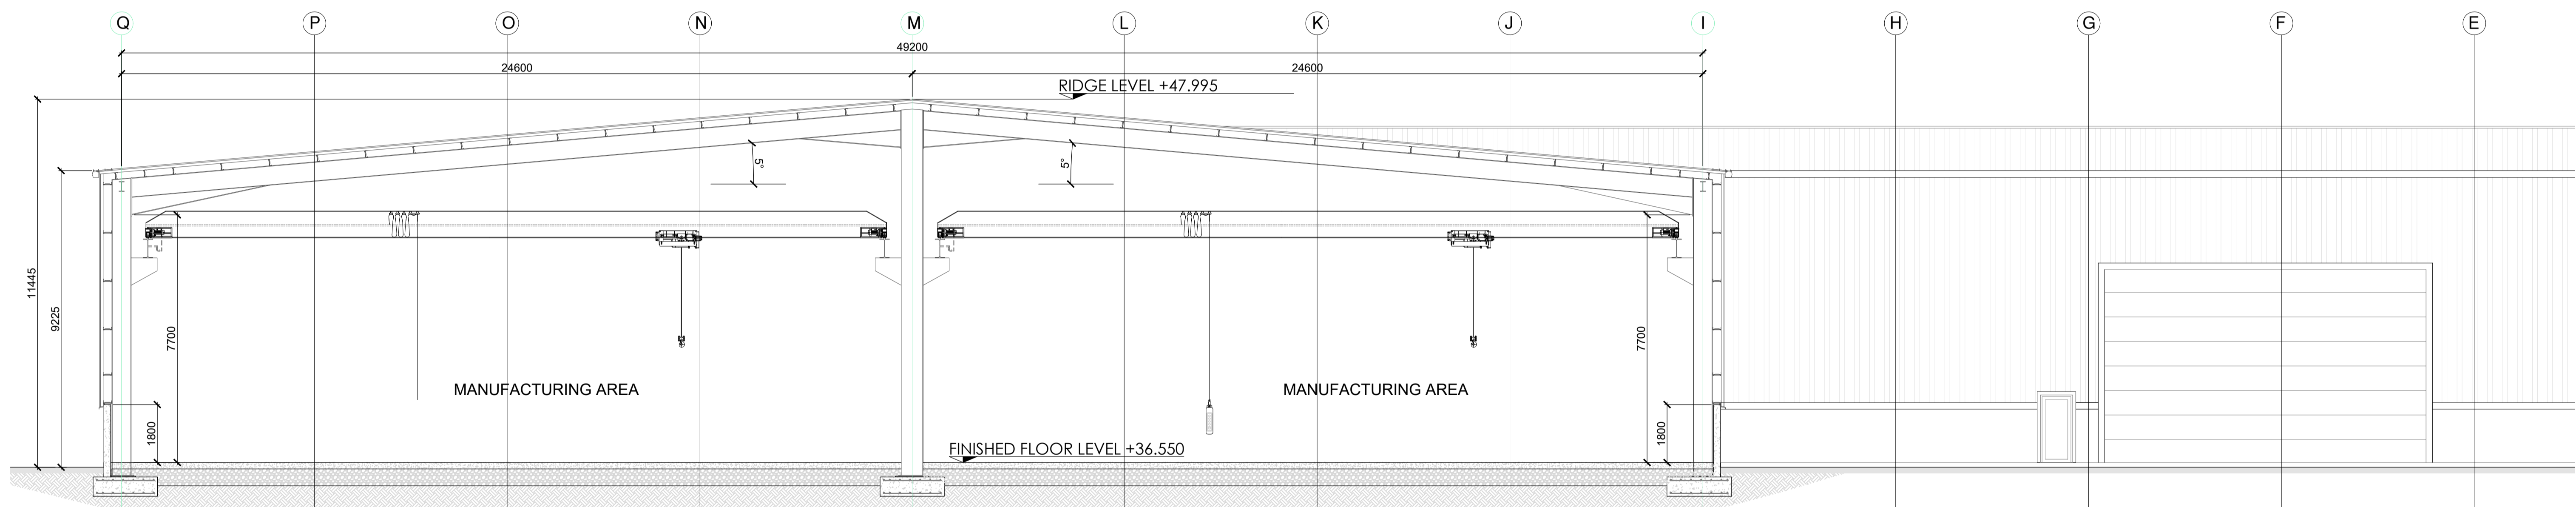 Q P O N M L K J I H G F E
49200
24600 24600
RIDGE LEVEL +47.995
5° 5°
11445
9225
7700
7700
MANUFACTURING AREA MANUFACTURING AREA
1800
1800
FINISHED FLOOR LEVEL +36.550